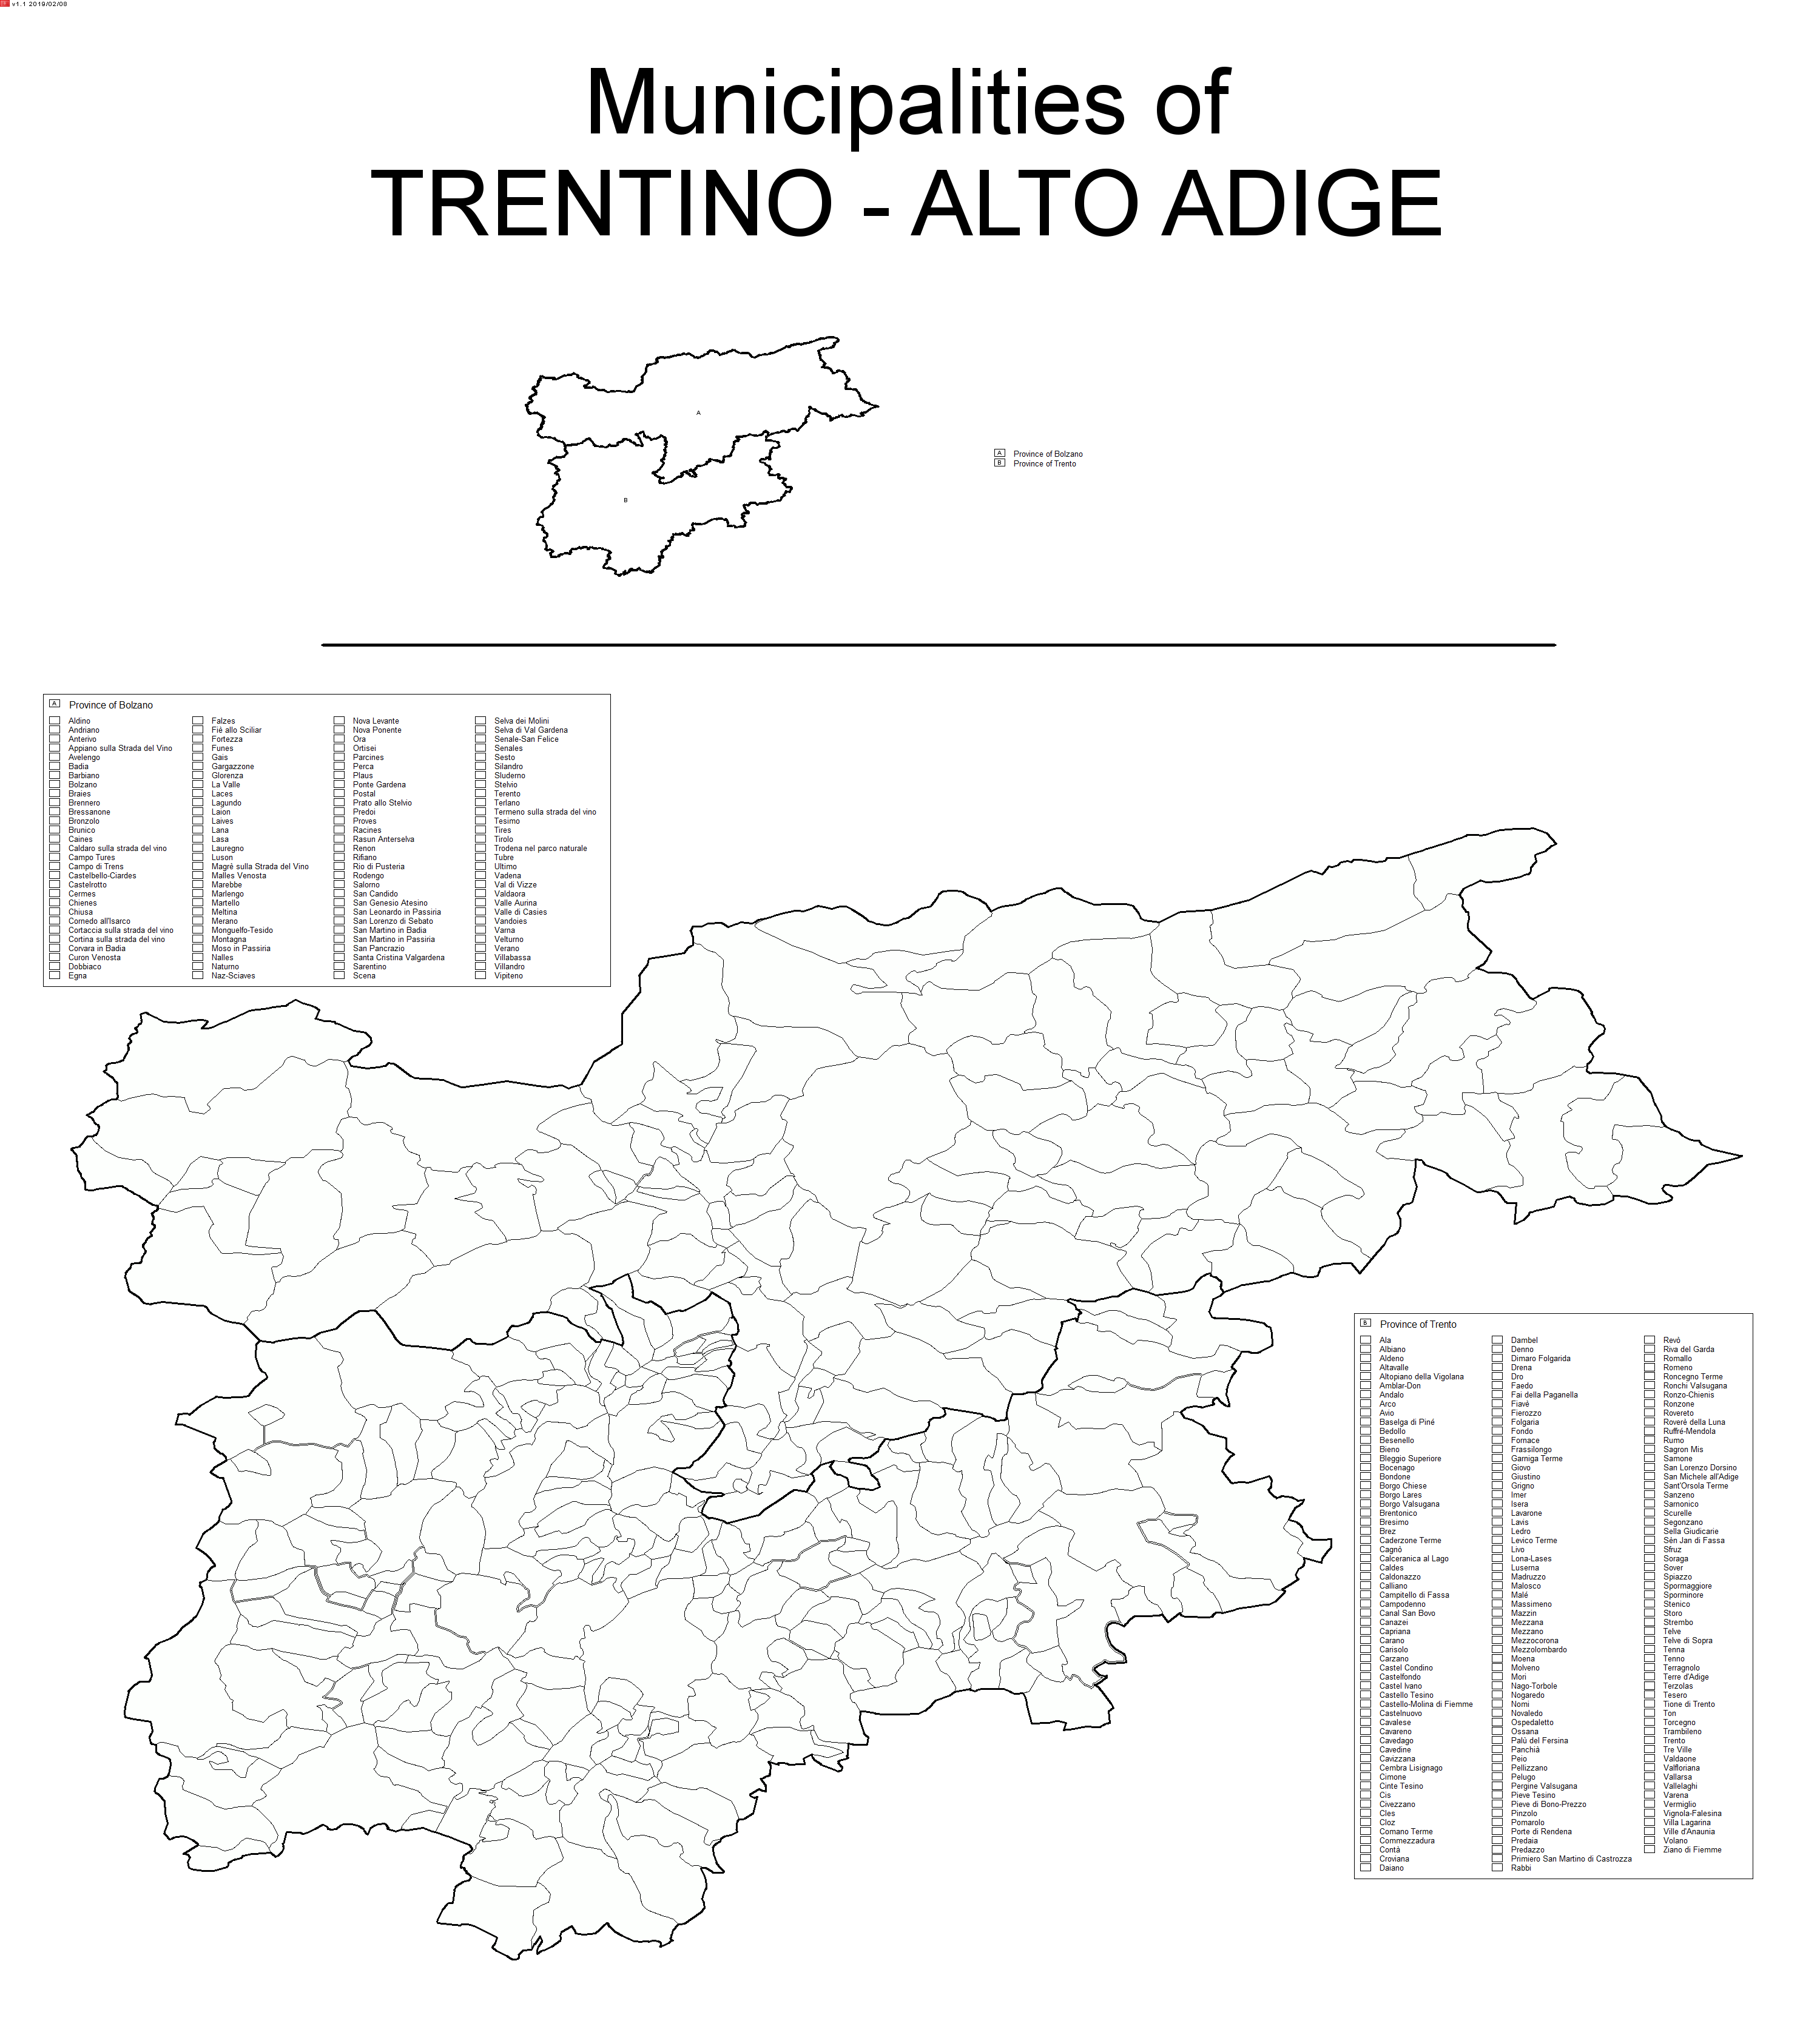 v1.1 2019/02/08
Municipalities of
TRENTINO - ALTO ADIGE
A
B
A Province of Bolzano
B Province of Trento
A Province of Bolzano
Aldino
Andriano
Anterivo
Appiano sulla Strada del Vino
Avelengo
Badia
Barbiano
Bolzano
Braies
Brennero
Bressanone
Bronzolo
Brunico
Caines
Caldaro sulla strada del vino
Campo Tures
Campo di Trens
Castelbello-Ciardes
Castelrotto
Cermes
Chienes
Chiusa
Cornedo all'Isarco
Cortaccia sulla strada del vino
Cortina sulla strada del vino
Corvara in Badia
Curon Venosta
Dobbiaco
Egna
Falzes
Fiè allo Sciliar
Fortezza
Funes
Gais
Gargazzone
Glorenza
La Valle
Laces
Lagundo
Laion
Laives
Lana
Lasa
Lauregno
Luson
Magrè sulla Strada del Vino
Malles Venosta
Marebbe
Marlengo
Martello
Meltina
Merano
Monguelfo-Tesido
Montagna
Moso in Passiria
Nalles
Naturno
Naz-Sciaves
Nova Levante
Nova Ponente
Ora
Ortisei
Parcines
Perca
Plaus
Ponte Gardena
Postal
Prato allo Stelvio
Predoi
Proves
Racines
Rasun Anterselva
Renon
Rifiano
Rio di Pusteria
Rodengo
Salorno
San Candido
San Genesio Atesino
San Leonardo in Passiria
San Lorenzo di Sebato
San Martino in Badia
San Martino in Passiria
San Pancrazio
Santa Cristina Valgardena
Sarentino
Scena
Selva dei Molini
Selva di Val Gardena
Senale-San Felice
Senales
Sesto
Silandro
Sluderno
Stelvio
Terento
Terlano
Termeno sulla strada del vino
Tesimo
Tires
Tirolo
Trodena nel parco naturale
Tubre
Ultimo
Vadena
Val di Vizze
Valdaora
Valle Aurina
Valle di Casies
Vandoies
Varna
Velturno
Verano
Villabassa
Villandro
Vipiteno
B Province of Trento
Ala
Albiano
Aldeno
Altavalle
Altopiano della Vigolana
Amblar-Don
Andalo
Arco
Avio
Baselga di Piné
Bedollo
Besenello
Bieno
Bleggio Superiore
Bocenago
Bondone
Borgo Chiese
Borgo Lares
Borgo Valsugana
Brentonico
Bresimo
Brez
Caderzone Terme
Cagnò
Calceranica al Lago
Caldes
Caldonazzo
Calliano
Campitello di Fassa
Campodenno
Canal San Bovo
Canazei
Capriana
Carano
Carisolo
Carzano
Castel Condino
Castelfondo
Castel Ivano
Castello Tesino
Castello-Molina di Fiemme
Castelnuovo
Cavalese
Cavareno
Cavedago
Cavedine
Cavizzana
Cembra Lisignago
Cimone
Cinte Tesino
Cis
Civezzano
Cles
Cloz
Comano Terme
Commezzadura
Contà
Croviana
Daiano
Dambel
Denno
Dimaro Folgarida
Drena
Dro
Faedo
Fai della Paganella
Fiavé
Fierozzo
Folgaria
Fondo
Fornace
Frassilongo
Garniga Terme
Giovo
Giustino
Grigno
Imer
Isera
Lavarone
Lavis
Ledro
Levico Terme
Livo
Lona-Lases
Luserna
Madruzzo
Malosco
Malé
Massimeno
Mazzin
Mezzana
Mezzano
Mezzocorona
Mezzolombardo
Moena
Molveno
Mori
Nago-Torbole
Nogaredo
Nomi
Novaledo
Ospedaletto
Ossana
Palù del Fersina
Panchià
Peio
Pellizzano
Pelugo
Pergine Valsugana
Pieve Tesino
Pieve di Bono-Prezzo
Pinzolo
Pomarolo
Porte di Rendena
Predaia
Predazzo
Primiero San Martino di Castrozza
Rabbi
Revò
Riva del Garda
Romallo
Romeno
Roncegno Terme
Ronchi Valsugana
Ronzo-Chienis
Ronzone
Rovereto
Roverè della Luna
Ruffré-Mendola
Rumo
Sagron Mis
Samone
San Lorenzo Dorsino
San Michele all'Adige
Sant'Orsola Terme
Sanzeno
Sarnonico
Scurelle
Segonzano
Sella Giudicarie
Sèn Jan di Fassa
Sfruz
Soraga
Sover
Spiazzo
Spormaggiore
Sporminore
Stenico
Storo
Strembo
Telve
Telve di Sopra
Tenna
Tenno
Terragnolo
Terre d'Adige
Terzolas
Tesero
Tione di Trento
Ton
Torcegno
Trambileno
Trento
Tre Ville
Valdaone
Valfloriana
Vallarsa
Vallelaghi
Varena
Vermiglio
Vignola-Falesina
Villa Lagarina
Ville d'Anaunia
Volano
Ziano di Fiemme